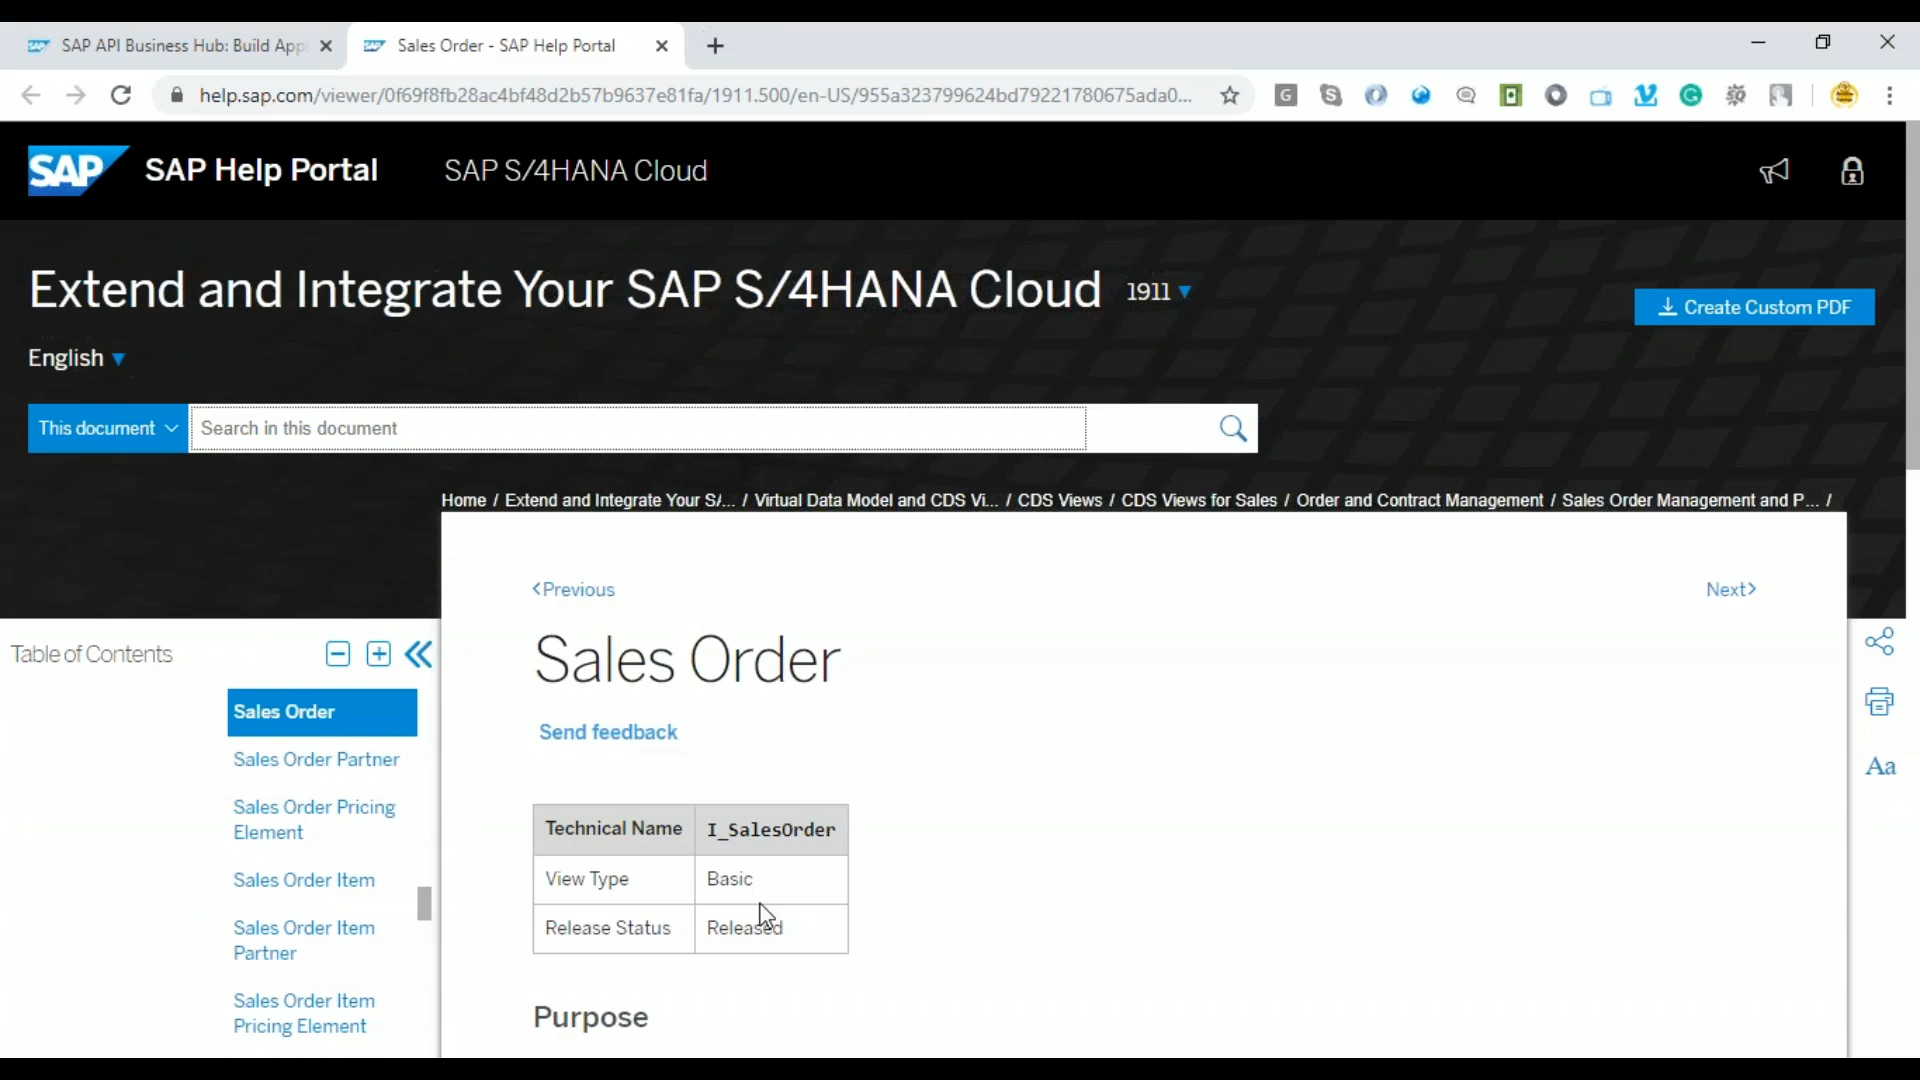 SAP API Business Hub: Build App
Sales Order - SAP Help Portal
help.sap.com/viewer/0f69f8fb28ac4bf48d2b57b9637e81fa/1911.500/en-US/955a323799624bd79221780675ada0...
SAP SAP Help Portal SAP S/4HANA Cloud
Extend and Integrate Your SAP S/4HANA Cloud 1911
Create Custom PDF
English
This document Search in this document
Home / Extend and Integrate Your S/... / Virtual Data Model and CDS Vi... / CDS Views / CDS Views for Sales / Order and Contract Management / Sales Order Management and P... /
<Previous Next>
Table of Contents
Sales Order
Sales Order Partner
Sales Order Pricing
Element
Sales Order Item
Sales Order Item
Partner
Sales Order Item
Pricing Element
Sales Order
Send feedback
Technical Name I_SalesOrder
View Type Basic
Release Status Released
Purpose
Aa